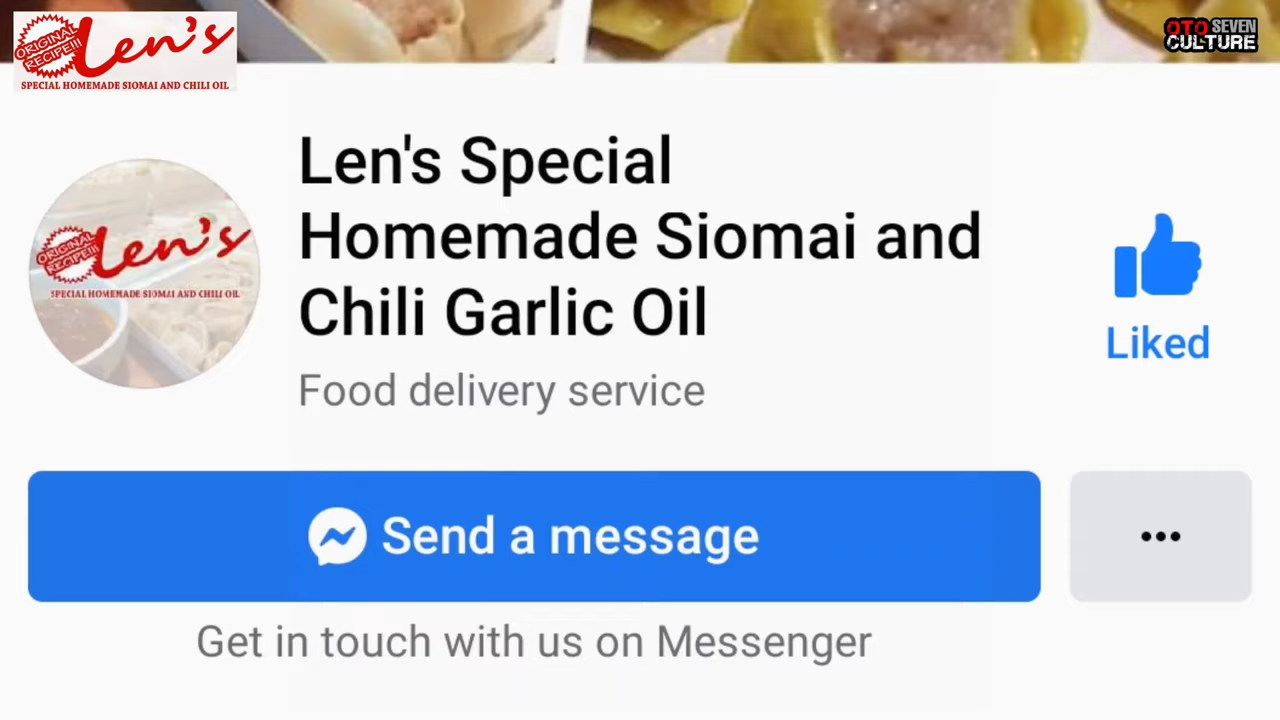 ORIGINAL
RECIPE!!!
Len's
SPECIAL HOMEMADE SIOMAI AND CHILI OIL
OTO SEVEN
CULTURE
Len's Special
Homemade Siomai and
Chili Garlic Oil
Food delivery service
ORIGINAL
RECIPE!!!
Len's
SPECIAL HOMEMADE SIOMAI AND CHILI OIL
Liked
Send a message
Get in touch with us on Messenger